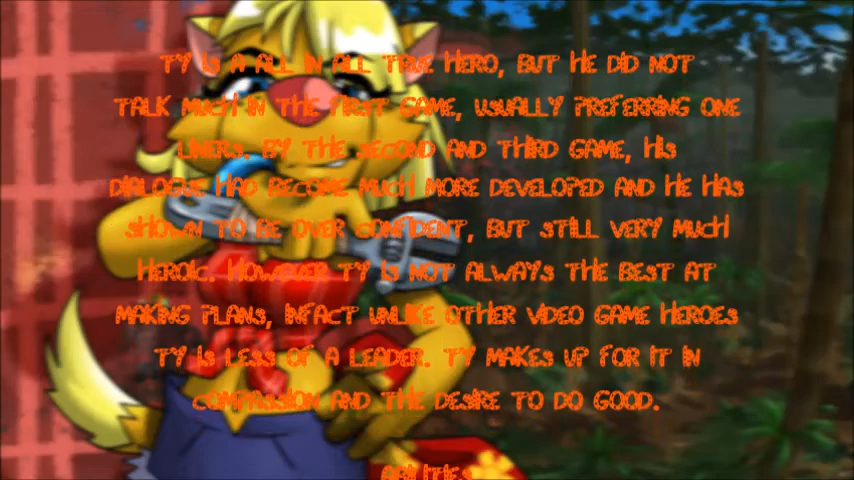 TY IS A ALL IN ALL TRUE HERO, BUT HE DID NOT
TALK MUCH IN THE FIRST GAME, USUALLY PREFERRING ONE
LINERS. BY THE SECOND AND THIRD GAME, HIS
DIALOGUE HAD BECOME MUCH MORE DEVELOPED AND HE HAS
SHOWN TO BE OVER CONFIDENT, BUT STILL VERY MUCH
HEROIC. HOWEVER TY IS NOT ALWAYS THE BEST AT
MAKING PLANS, INFACT UNLIKE OTHER VIDEO GAME HEROES
TY IS LESS OF A LEADER. TY MAKES UP FOR IT IN
COMPASSION AND THE DESIRE TO DO GOOD.
ABILITIES